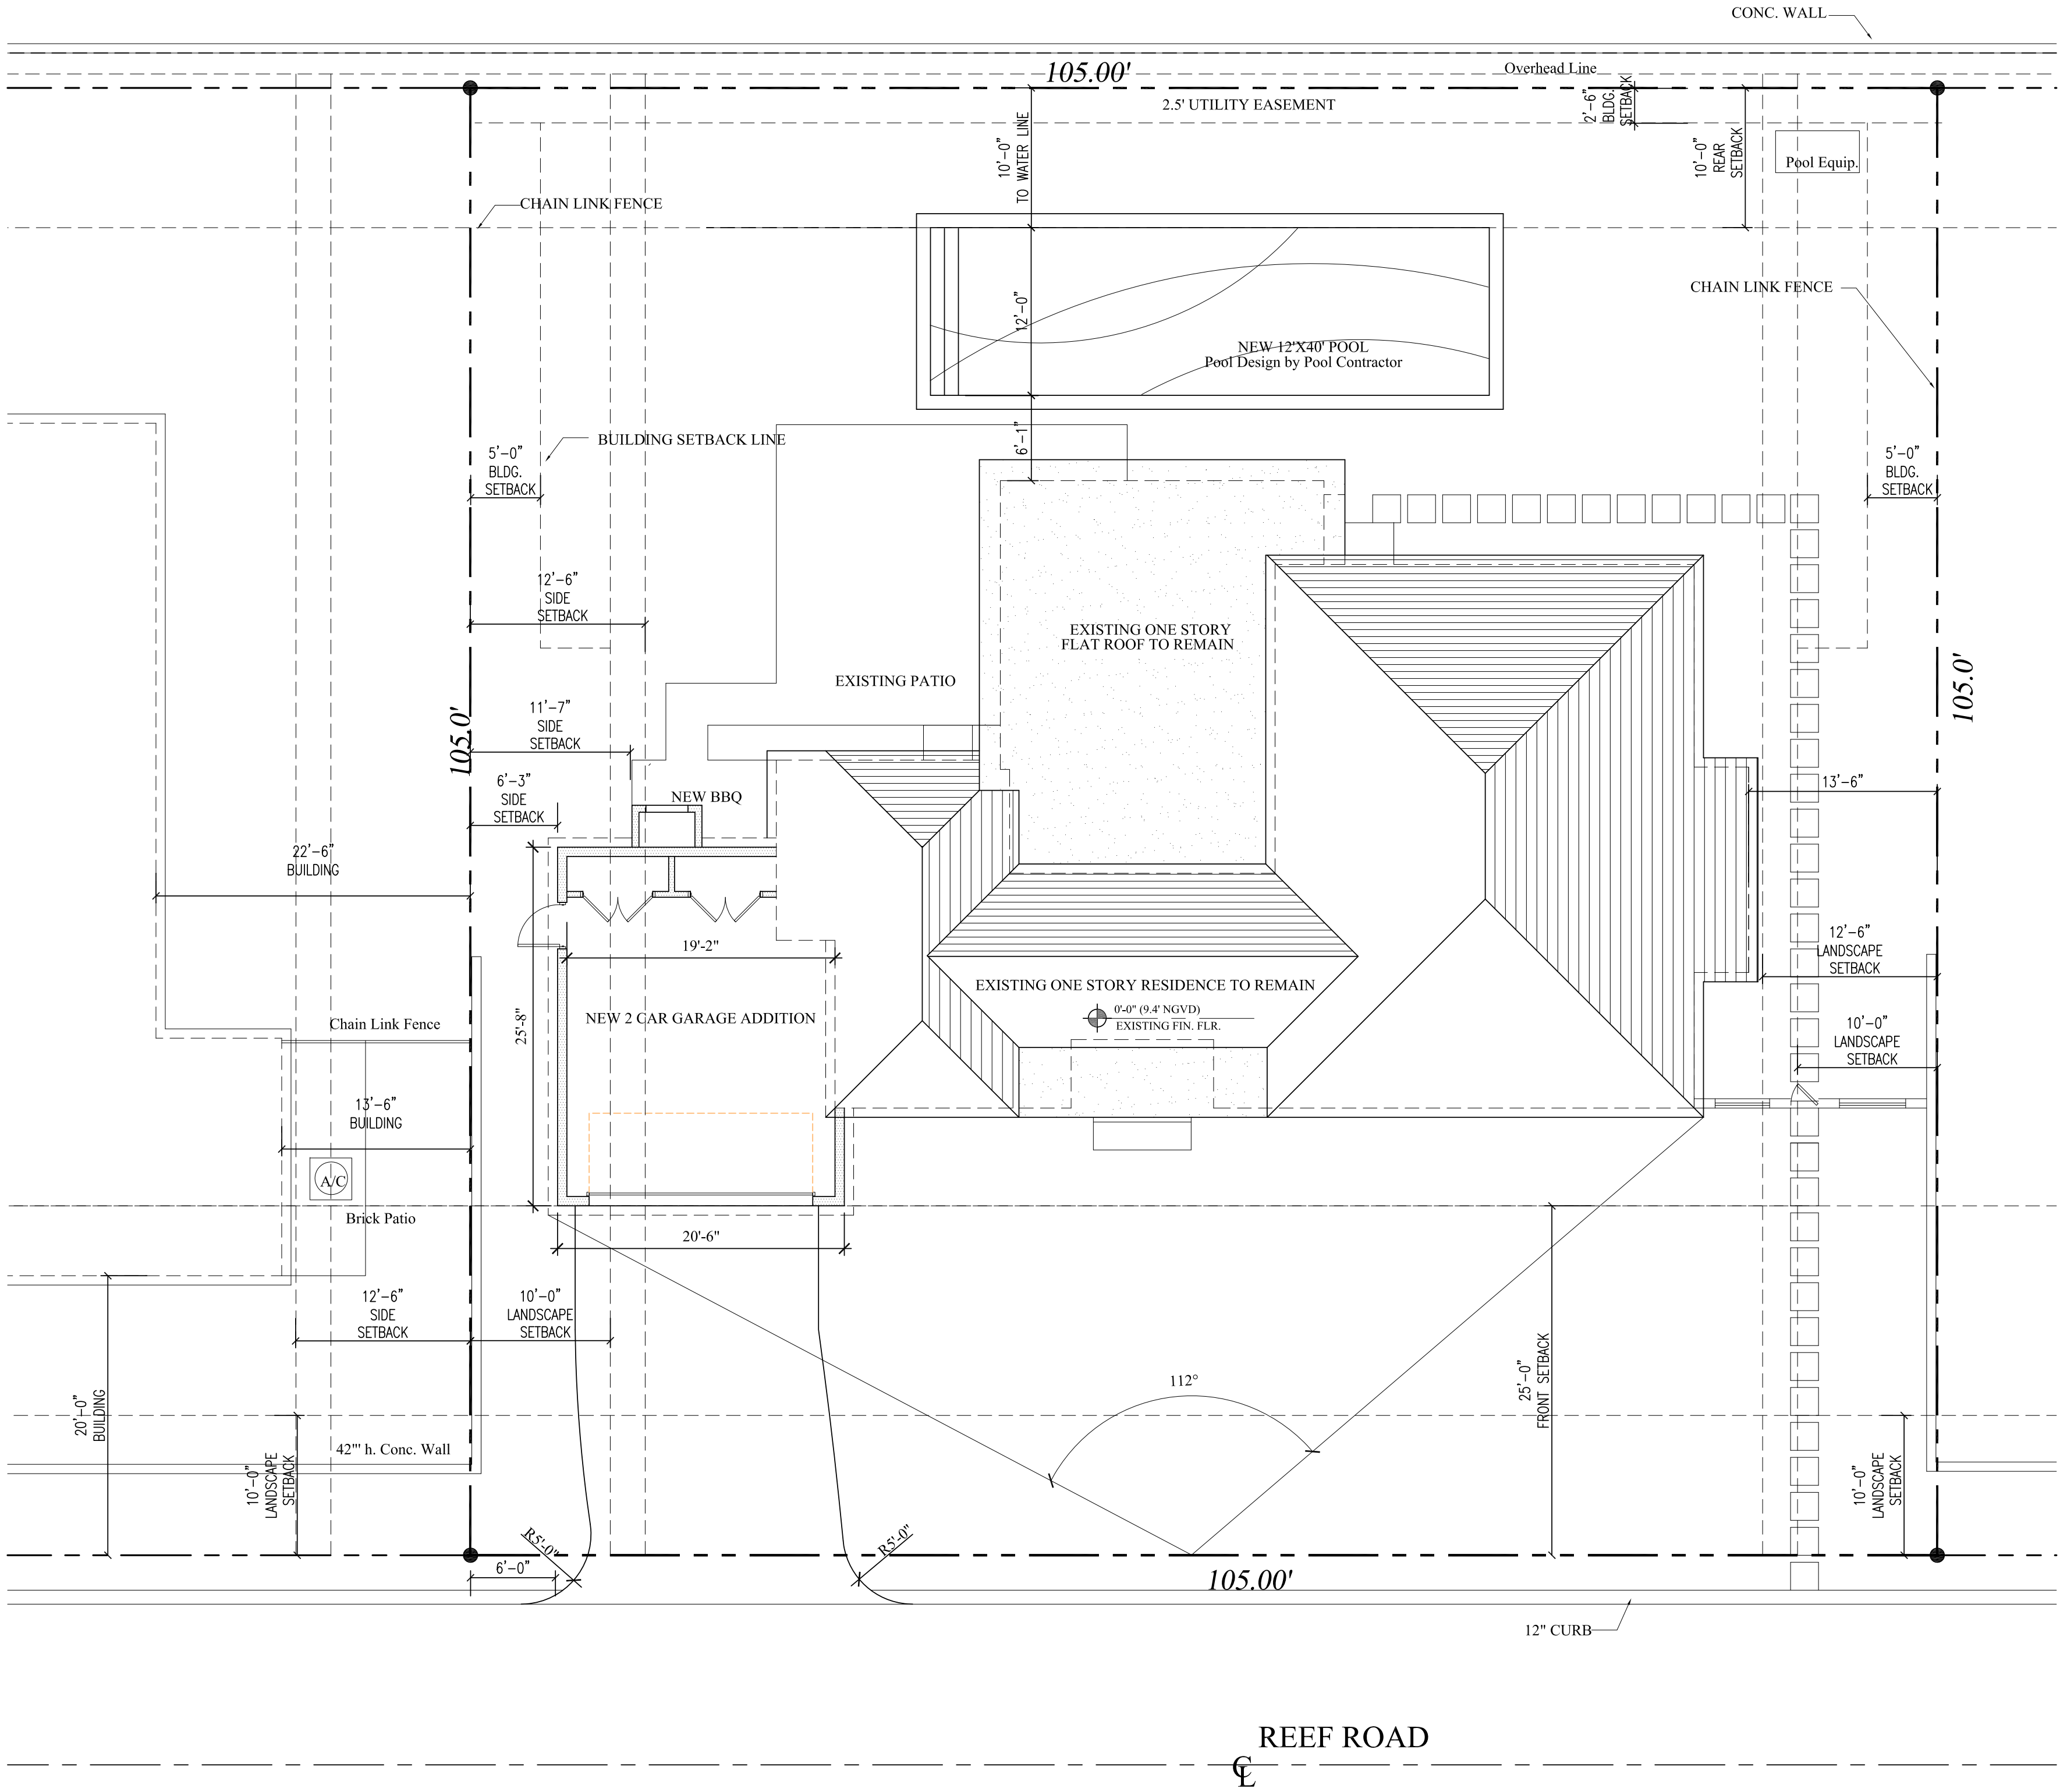 CONC. WALL
105.00'
Overhead Line
2.5' UTILITY EASEMENT
2'-6"
BLDG.
SETBACK
10'-0"
TO WATER LINE
10'-0"
REAR
SETBACK
Pool Equip.
CHAIN LINK FENCE
CHAIN LINK FENCE
12'-0"
NEW 12'X40' POOL
Pool Design by Pool Contractor
6'-1"
BUILDING SETBACK LINE
5'-0"
BLDG.
SETBACK
5'-0"
BLDG.
SETBACK
12'-6"
SIDE
SETBACK
EXISTING ONE STORY
FLAT ROOF TO REMAIN
EXISTING PATIO
105.0'
105.0'
11'-7"
SIDE
SETBACK
6'-3"
SIDE
SETBACK
NEW BBQ
13'-6"
22'-6"
BUILDING
19'-2"
12'-6"
LANDSCAPE
SETBACK
EXISTING ONE STORY RESIDENCE TO REMAIN
0'-0" (9.4' NGVD)
EXISTING FIN. FLR.
NEW 2 CAR GARAGE ADDITION
25'-8"
Chain Link Fence
10'-0"
LANDSCAPE
SETBACK
13'-6"
BUILDING
A/C
Brick Patio
20'-6"
12'-6"
SIDE
SETBACK
10'-0"
LANDSCAPE
SETBACK
112°
25'-0"
FRONT SETBACK
20'-0"
BUILDING
42"' h. Conc. Wall
10'-0"
LANDSCAPE
SETBACK
10'-0"
LANDSCAPE
SETBACK
R5'-0"
R5'-0"
6'-0"
105.00'
12" CURB
REEF ROAD
CL